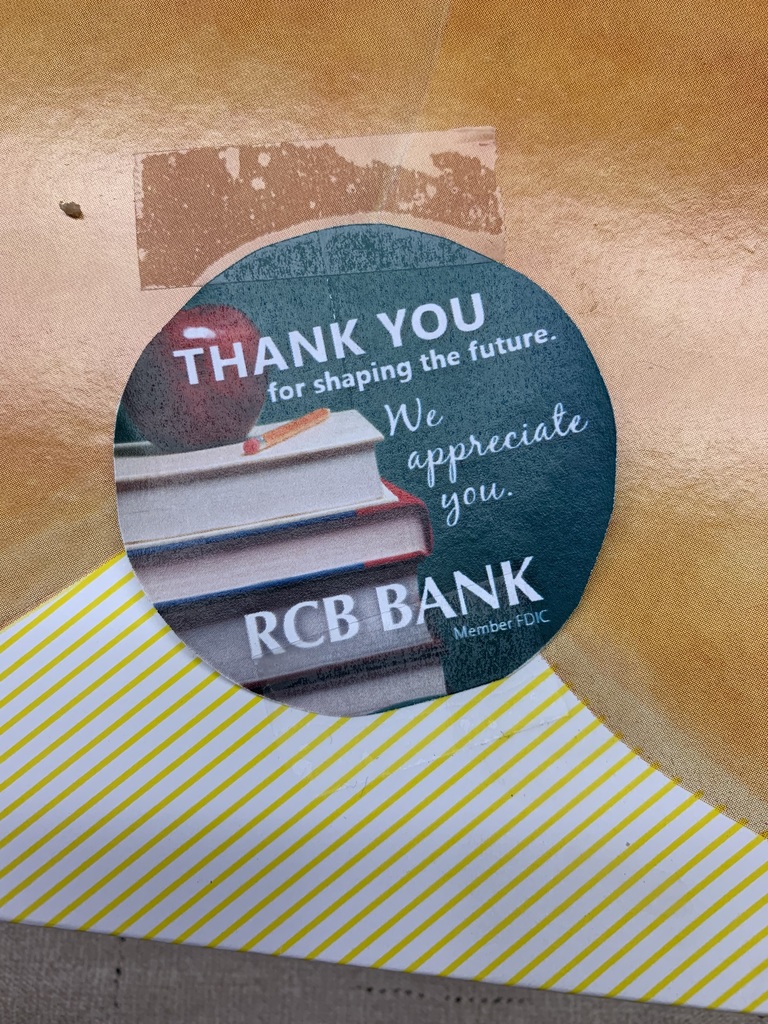 THANK YOU
for shaping the future.
We
appreciate
you.
RCB BANK
Member FDIC